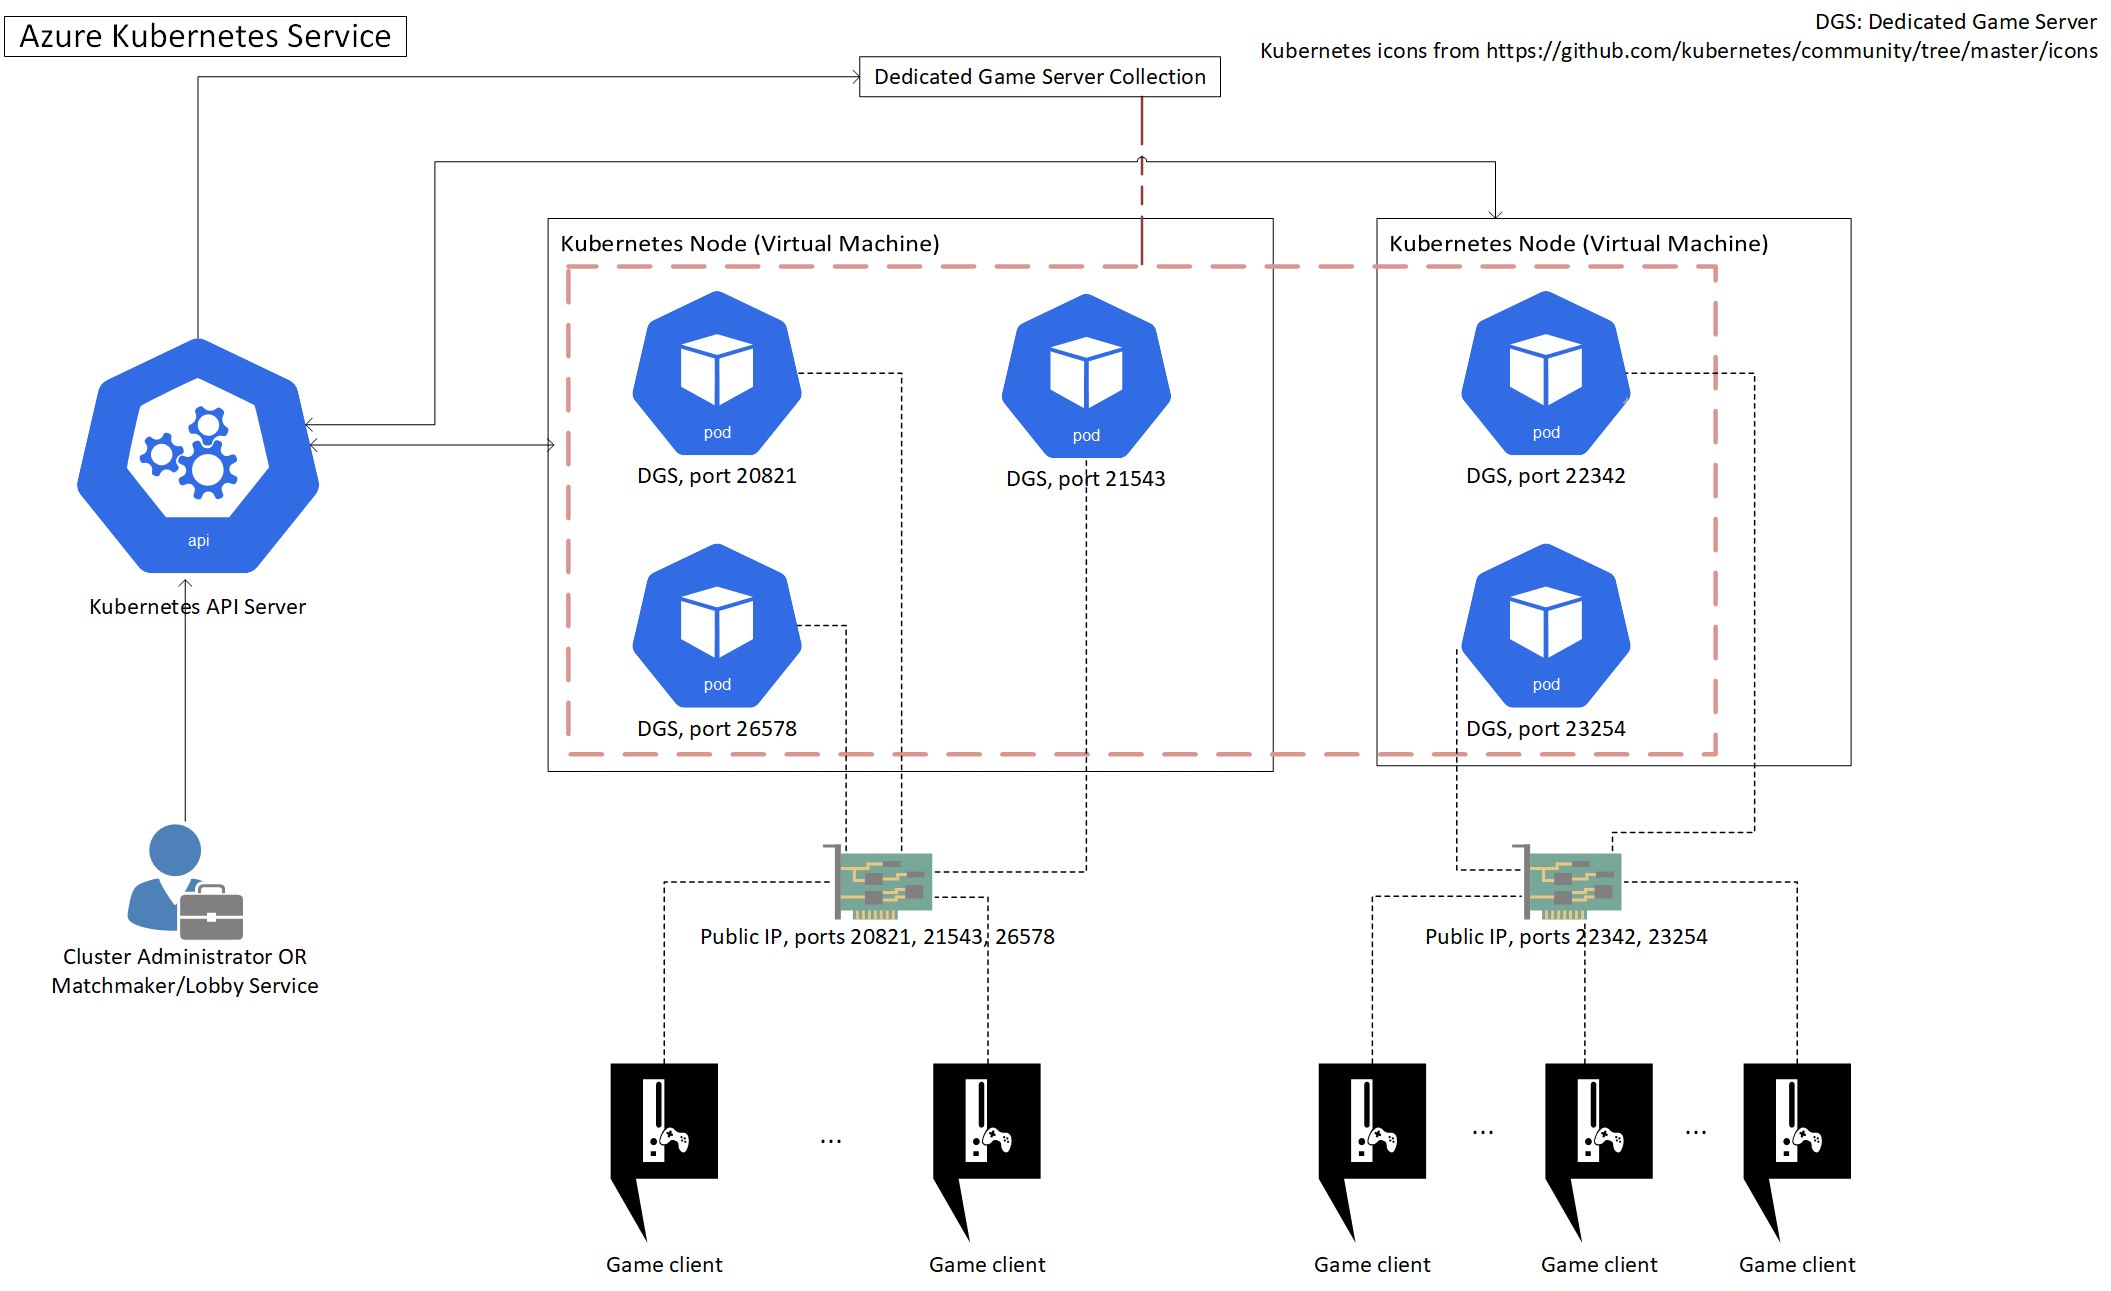 Azure Kubernetes Service
DGS: Dedicated Game Server
Kubernetes icons from https://github.com/kubernetes/community/tree/master/icons
Dedicated Game Server Collection
Kubernetes Node (Virtual Machine)
Kubernetes Node (Virtual Machine)
pod
DGS, port 20821
pod
DGS, port 21543
pod
DGS, port 22342
api
Kubernetes API Server
pod
DGS, port 26578
pod
DGS, port 23254
Cluster Administrator OR
Matchmaker/Lobby Service
Public IP, ports 20821, 21543, 26578
Public IP, ports 22342, 23254
...
...
...
Game client
Game client
Game client
Game client
Game client